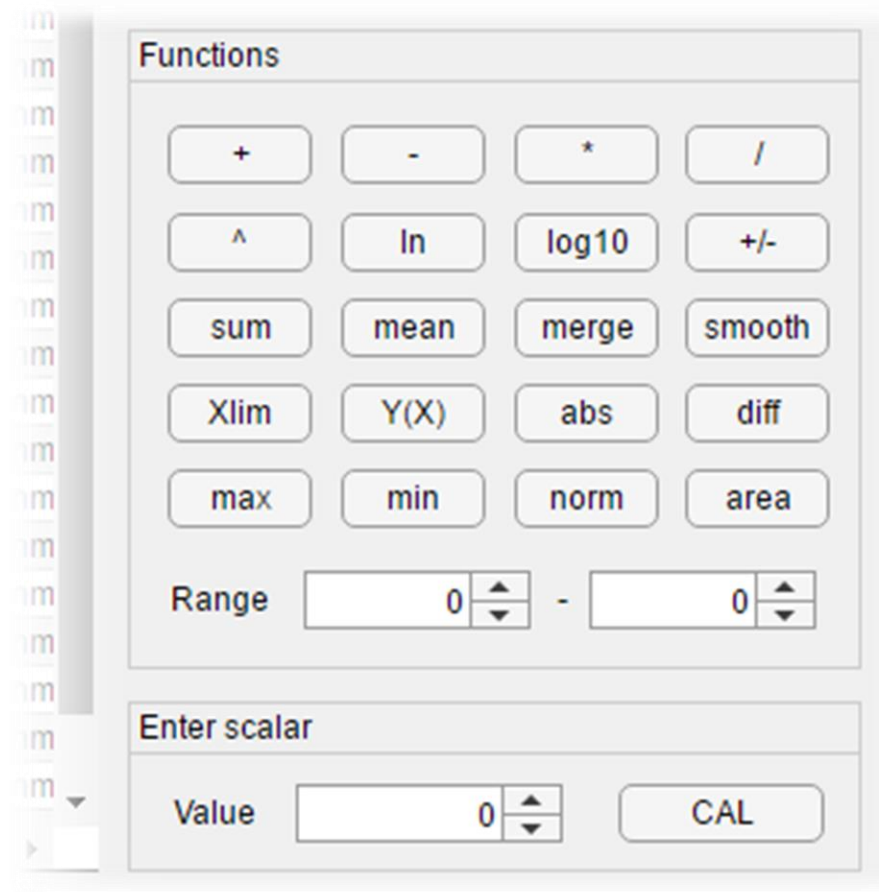 Functions
+ - * /
^ ln log10 +/-
sum mean merge smooth
Xlim Y(X) abs diff
max min norm area
Range 0 - 0
Enter scalar
Value 0 CAL